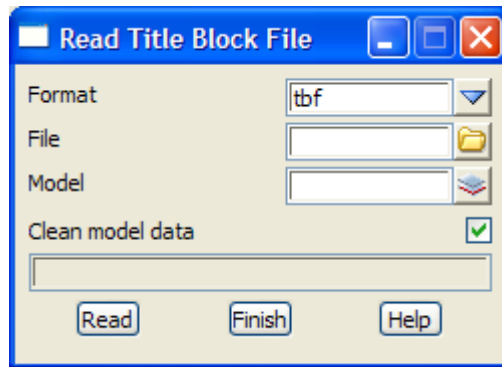 Read Title Block File
Format tbf
File
Model
Clean model data
Read Finish Help